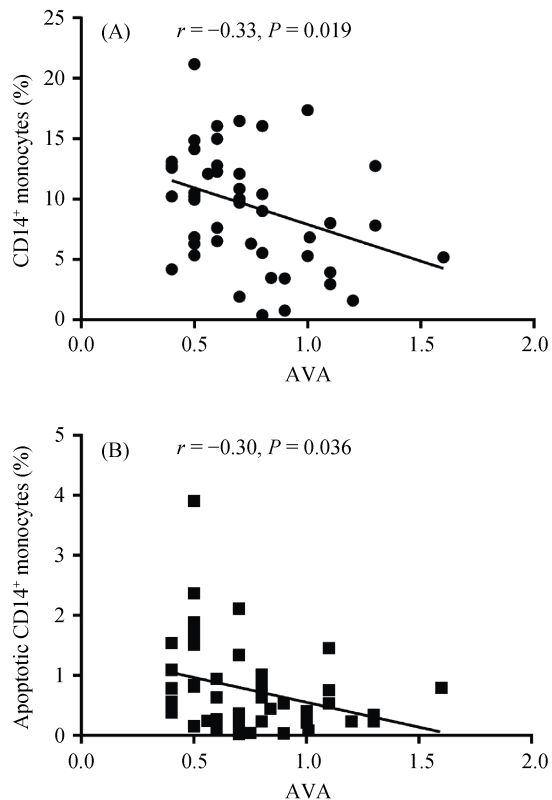 25
(A)
r = −0.33, P = 0.019
20
15
10
5
0
CD14⁺ monocytes (%)
0.0 0.5 1.0 1.5 2.0
AVA
5
(B)
r = −0.30, P = 0.036
4
3
2
1
0
Apoptotic CD14⁺ monocytes (%)
0.0 0.5 1.0 1.5 2.0
AVA